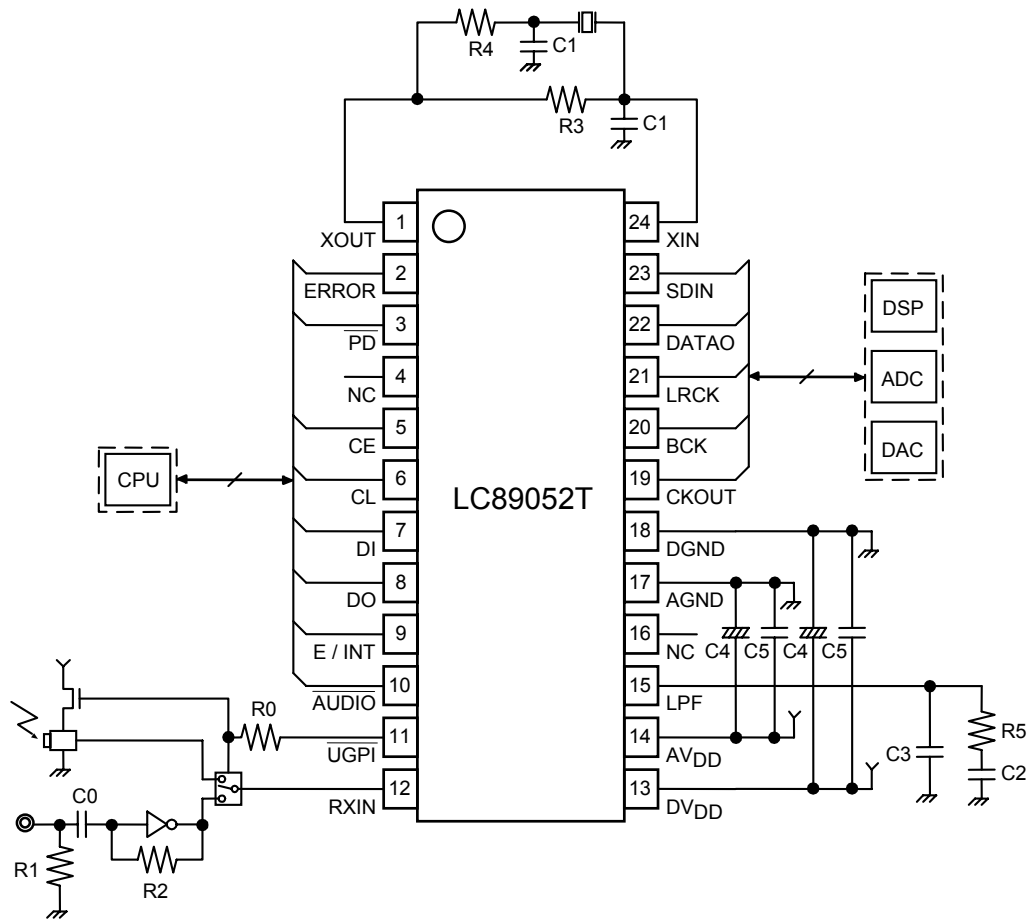 R4
C1
R3
C1
1
XOUT
24
XIN
2
ERROR
23
SDIN
3
PD
22
DATAO
4
NC
21
LRCK
5
CE
20
BCK
6
CL
19
CKOUT
7
DI
18
DGND
8
DO
17
AGND
9
E / INT
16
NC
10
AUDIO
15
LPF
11
UGPI
14
AVDD
12
RXIN
13
DVDD
LC89052T
CPU
DSP
ADC
DAC
C4
C5
C4
C5
C3
R5
C2
R0
C0
R1
R2